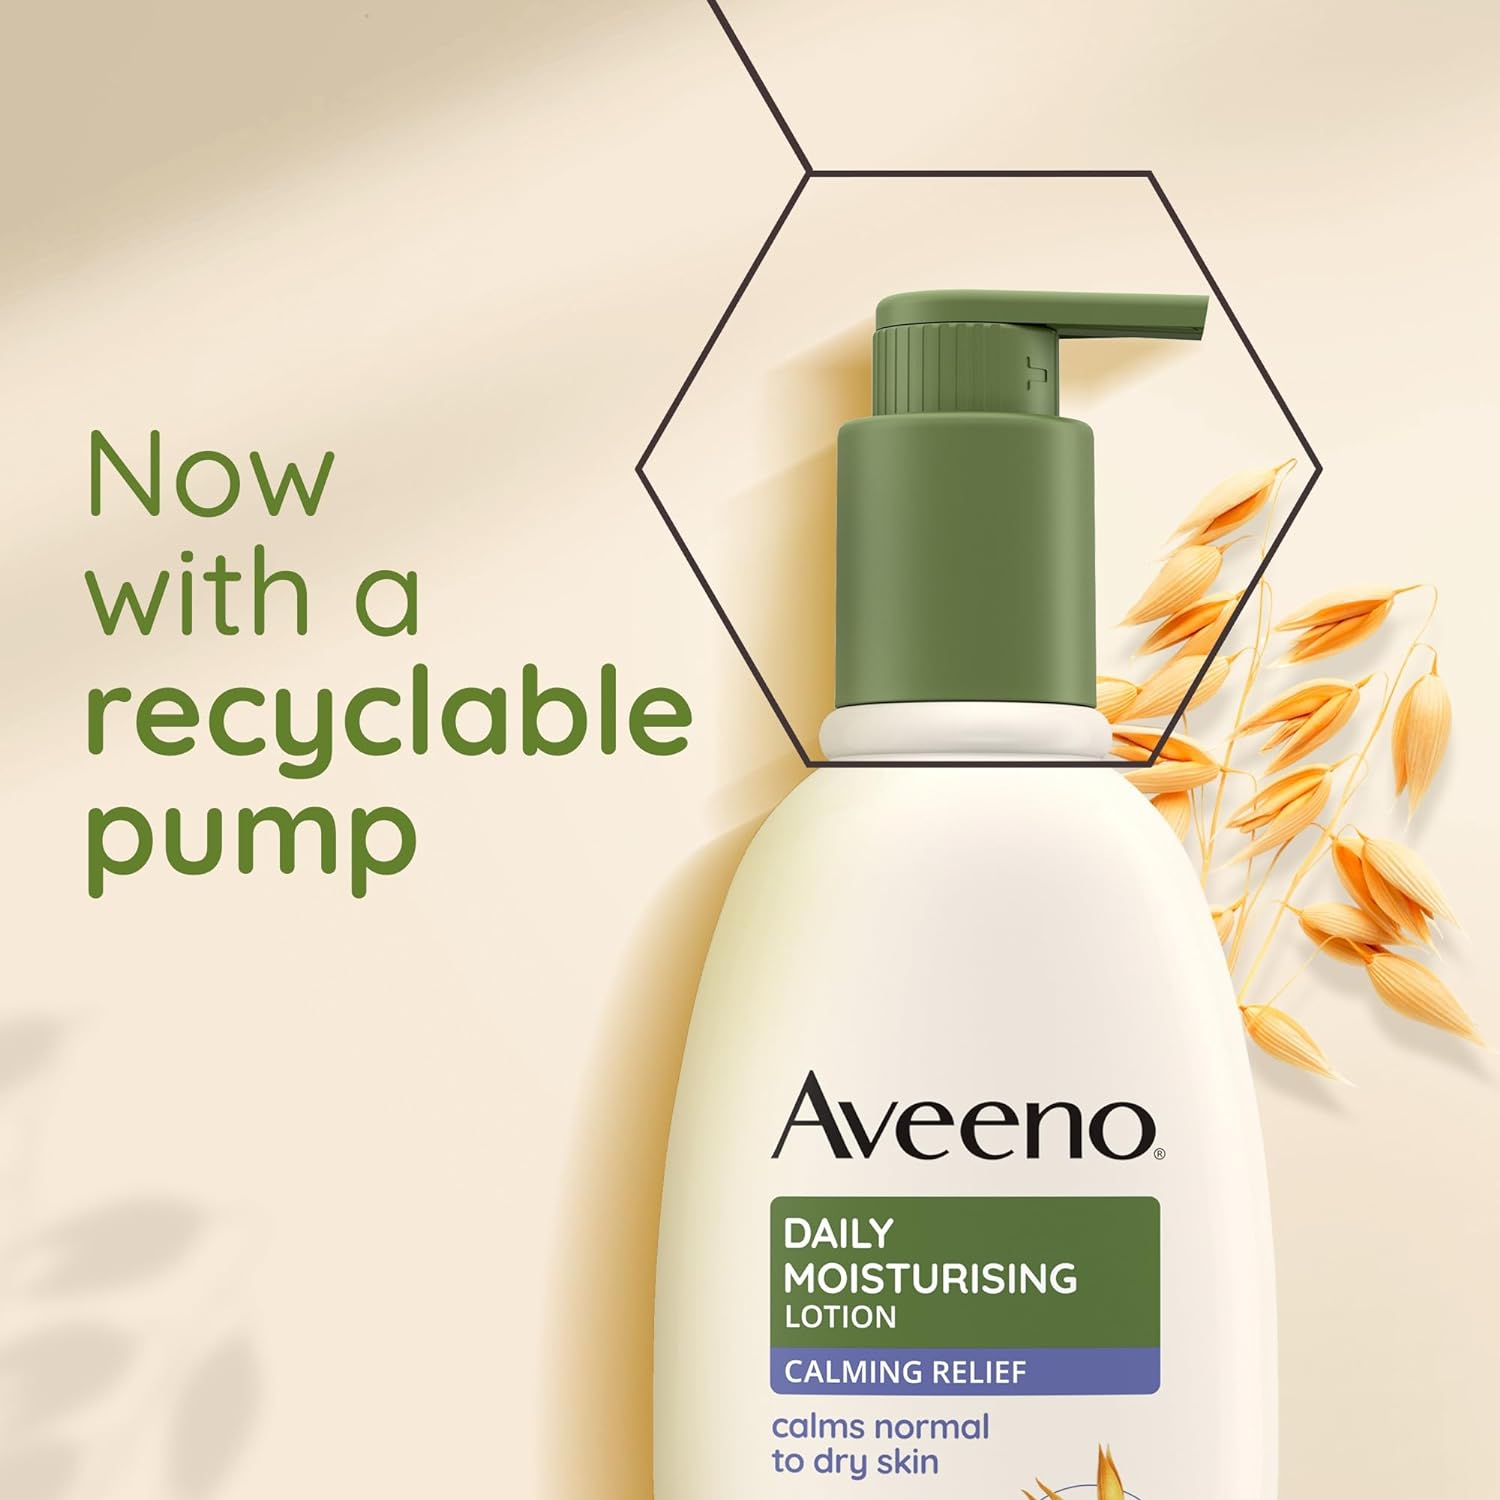 Now
with a
recyclable
pump
Aveeno®
DAILY
MOISTURISING
LOTION
CALMING RELIEF
calms normal
to dry skin